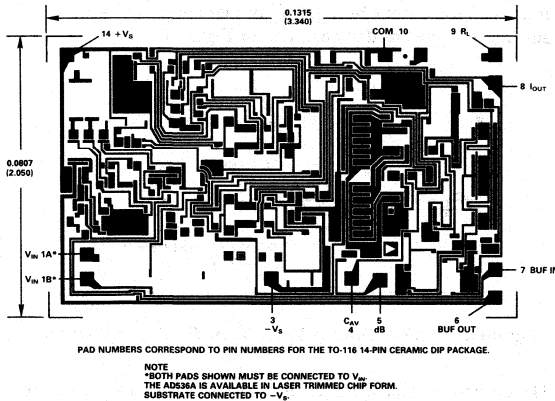 0.1315
(3.340)
14 +VS
COM 10
9 RL
8 IOUT
0.0807
(2.050)
VIN 1A*
VIN 1B*
7 BUF IN
3
–VS
CAV
4
5
dB
6
BUF OUT
PAD NUMBERS CORRESPOND TO PIN NUMBERS FOR THE TO-116 14-PIN CERAMIC DIP PACKAGE.
NOTE
*BOTH PADS SHOWN MUST BE CONNECTED TO VIN.
THE AD536A IS AVAILABLE IN LASER TRIMMED CHIP FORM.
SUBSTRATE CONNECTED TO –VS.